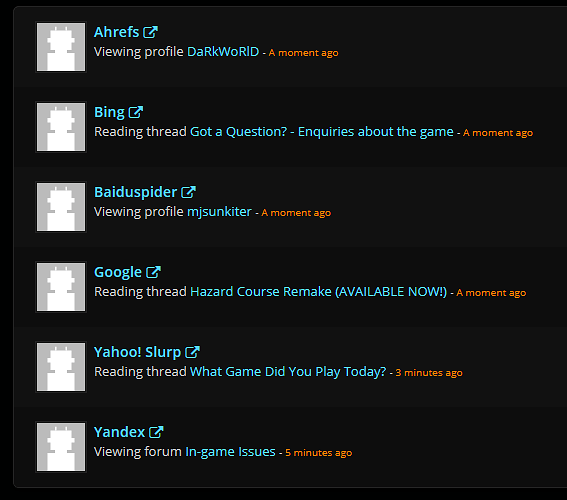 Ahrefs
Viewing profile DaRkWoRlD - A moment ago
Bing
Reading thread Got a Question? - Enquiries about the game - A moment ago
Baiduspider
Viewing profile mjsunkiter - A moment ago
Google
Reading thread Hazard Course Remake (AVAILABLE NOW!) - A moment ago
Yahoo! Slurp
Reading thread What Game Did You Play Today? - 3 minutes ago
Yandex
Viewing forum In-game Issues - 5 minutes ago